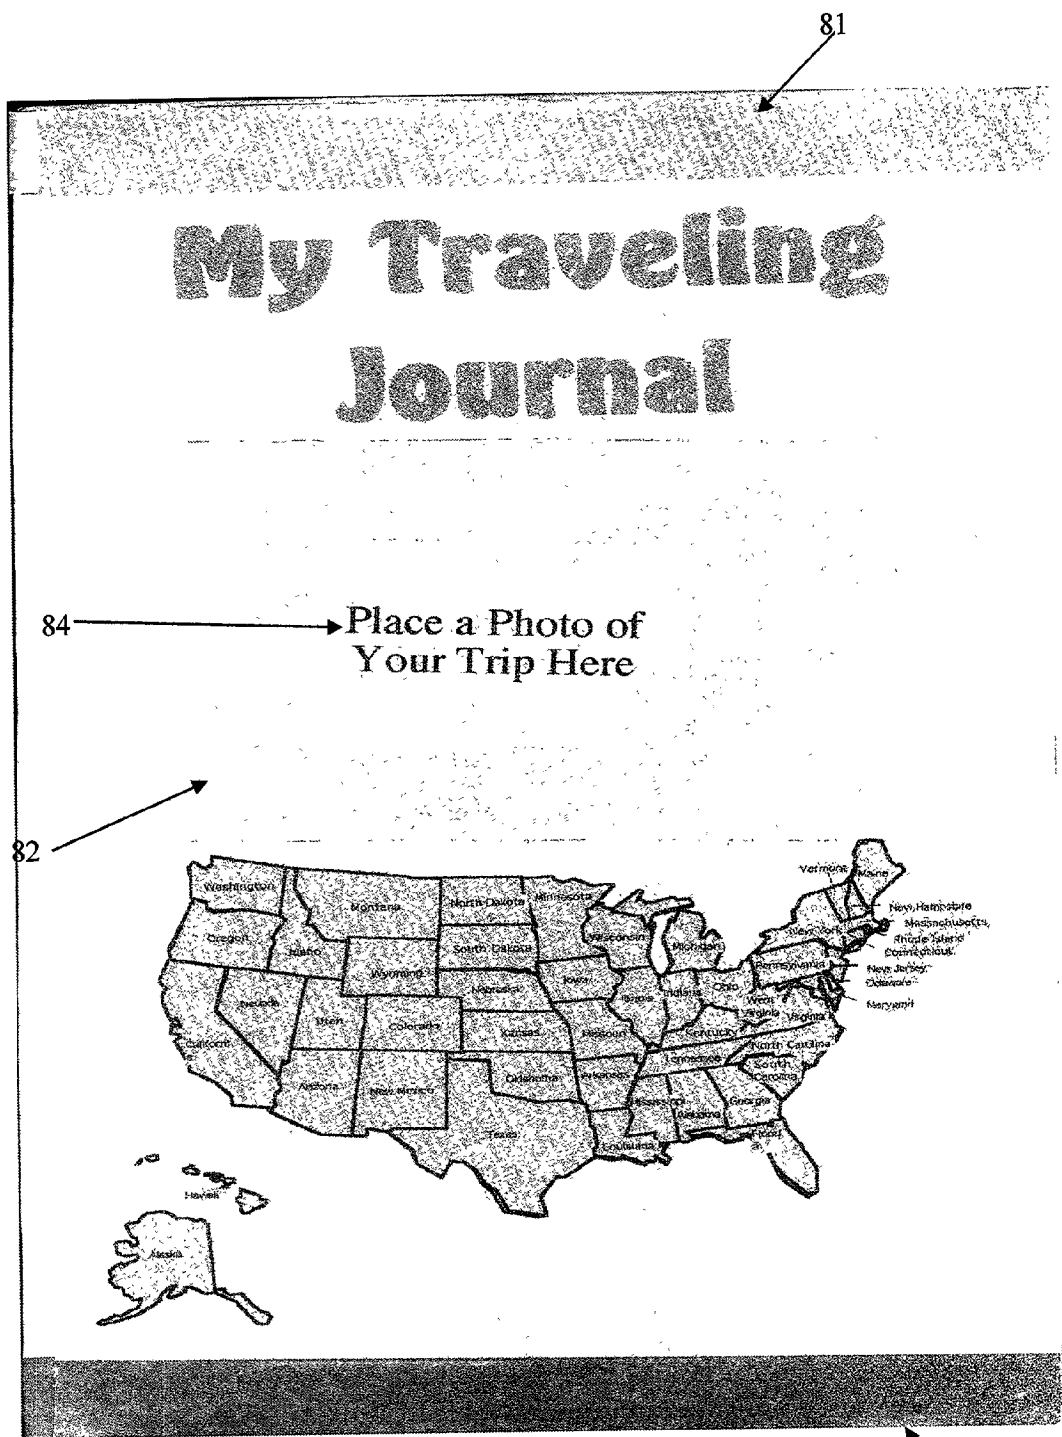 81
My Traveling
Journal
84
Place a Photo of
Your Trip Here
82
Washington
Montana
North Dakota
Minnesota
Vermont
Maine
New Hampshire
Massachusetts
Rhode Island
Connecticut
New York
Oregon
Idaho
South Dakota
Wisconsin
Michigan
Wyoming
Pennsylvania
New Jersey
Delaware
Maryland
Nebraska
Iowa
Ohio
Indiana
Illinois
Nevada
Utah
Colorado
Kansas
Missouri
West
Virginia
Virginia
Kentucky
California
North Carolina
Tennessee
South
Carolina
Arizona
New Mexico
Oklahoma
Arkansas
Mississippi
Alabama
Georgia
Texas
Louisiana
Hawaii
Alaska